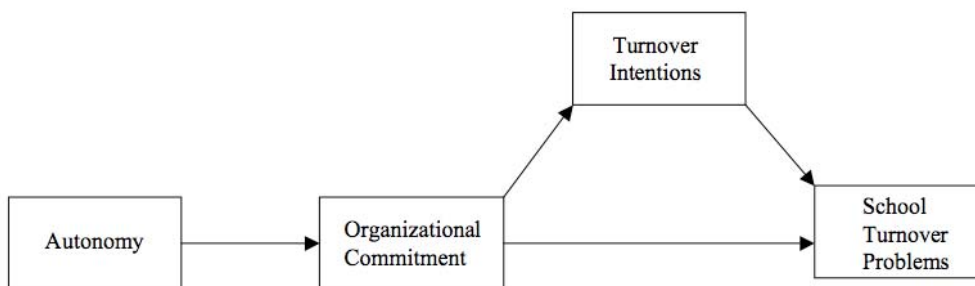 Turnover
Intentions
Autonomy
Organizational
Commitment
School
Turnover
Problems